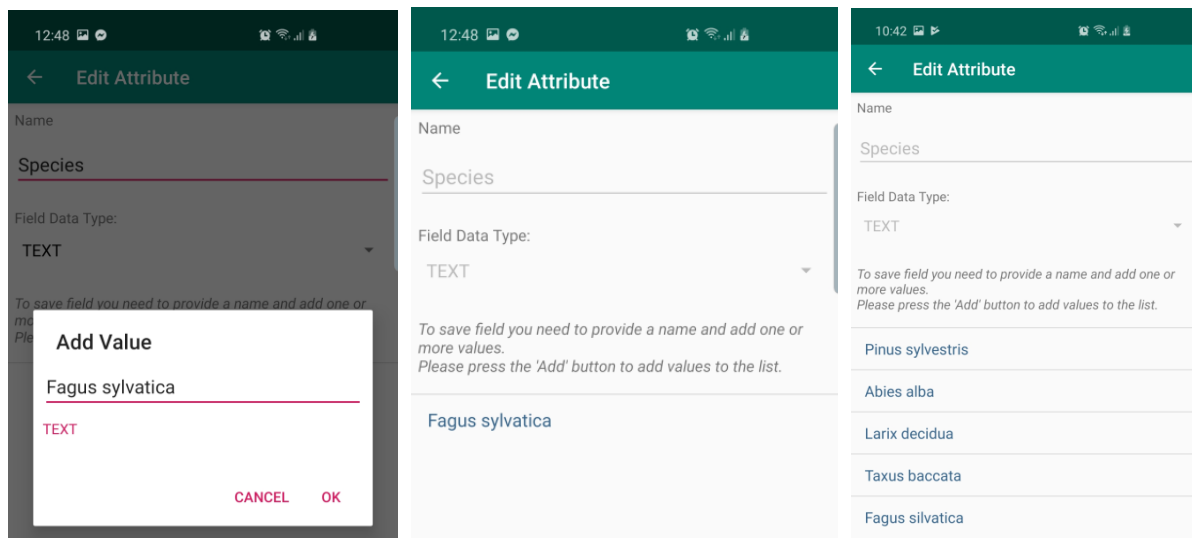 12:48
Edit Attribute
Name
Species
Field Data Type:
TEXT
To save field you need to provide a name and add one or
mo
Ple
Add Value
Fagus sylvatica
TEXT
CANCEL OK
12:48
Edit Attribute
Name
Species
Field Data Type:
TEXT
To save field you need to provide a name and add one or
more values.
Please press the 'Add' button to add values to the list.
Fagus sylvatica
10:42
Edit Attribute
Name
Species
Field Data Type:
TEXT
To save field you need to provide a name and add one or
more values.
Please press the 'Add' button to add values to the list.
Pinus sylvestris
Abies alba
Larix decidua
Taxus baccata
Fagus silvatica